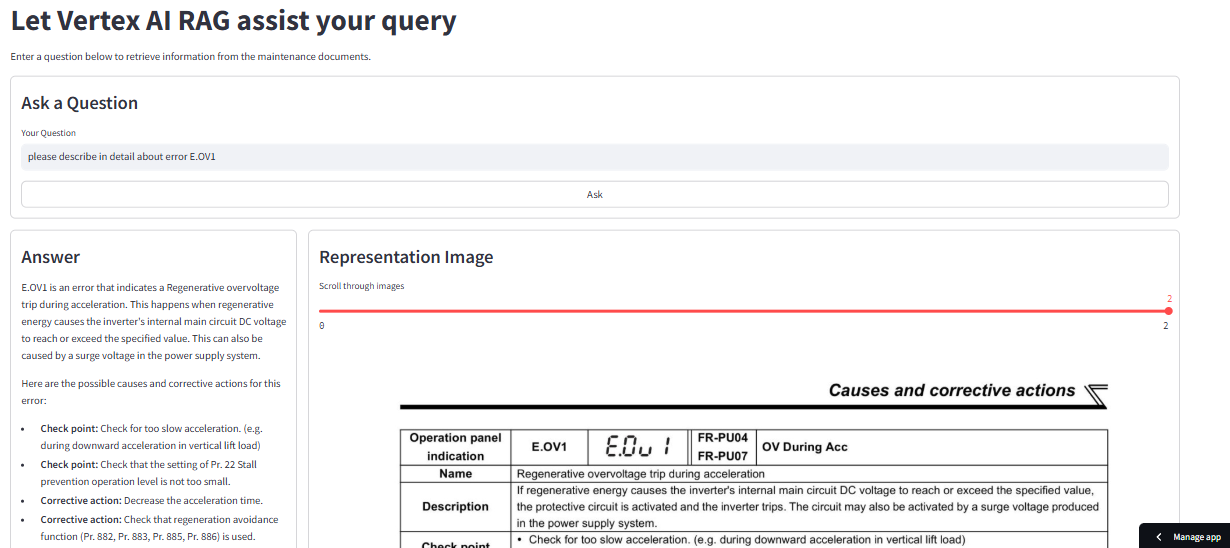 Let Vertex AI RAG assist your query
Enter a question below to retrieve information from the maintenance documents.
Ask a Question
Your Question
please describe in detail about error E.OV1
Ask
Answer
E.OV1 is an error that indicates a Regenerative overvoltage
trip during acceleration. This happens when regenerative
energy causes the inverter's internal main circuit DC voltage
to reach or exceed the specified value. This can also be
caused by a surge voltage in the power supply system.
Here are the possible causes and corrective actions for this
error:
• Check point: Check for too slow acceleration. (e.g.
during downward acceleration in vertical lift load)
• Check point: Check that the setting of Pr. 22 Stall
prevention operation level is not too small.
• Corrective action: Decrease the acceleration time.
• Corrective action: Check that regeneration avoidance
function (Pr. 882, Pr. 883, Pr. 885, Pr. 886) is used.
Representation Image
Scroll through images
2
0 2
Causes and corrective actions
Operation panel indication E.OV1 E.Ou 1 FR-PU04 FR-PU07 OV During Acc
Name Regenerative overvoltage trip during acceleration
Description If regenerative energy causes the inverter's internal main circuit DC voltage to reach or exceed the specified value,
the protective circuit is activated and the inverter trips. The circuit may also be activated by a surge voltage produced
in the power supply system.
Check point • Check for too slow acceleration. (e.g. during downward acceleration in vertical lift load)
< Manage app